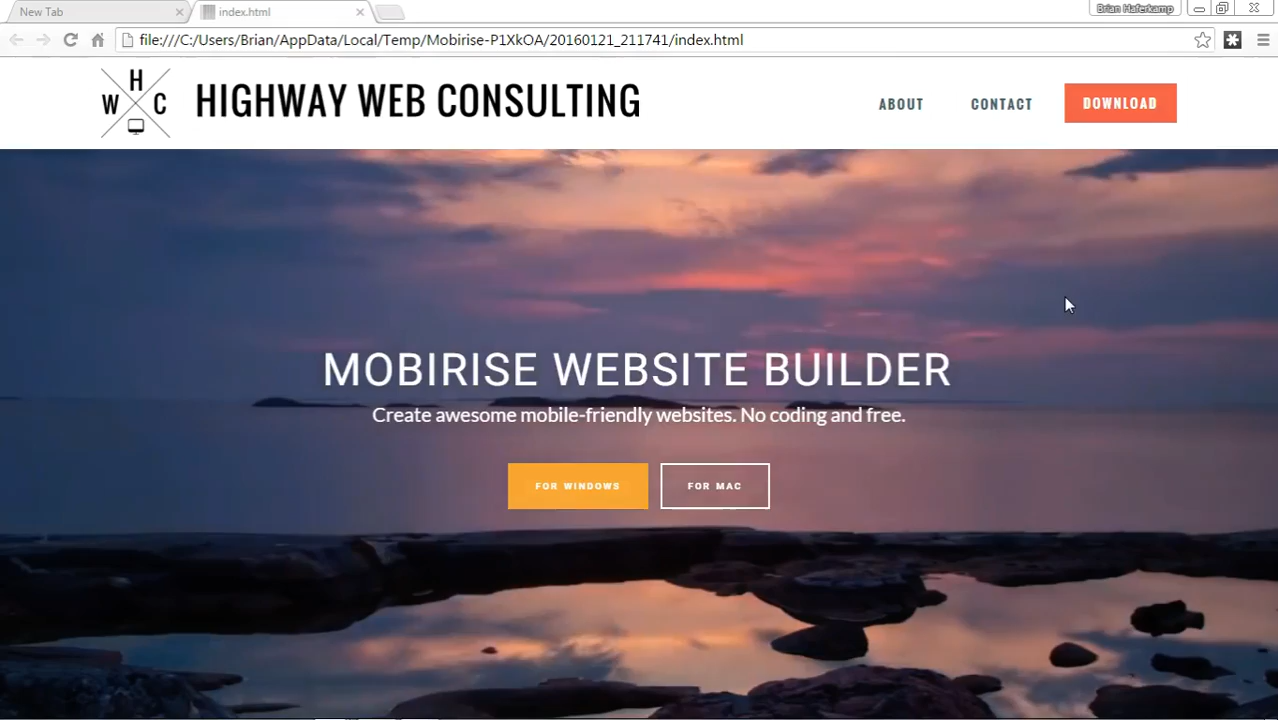 New Tab
index.html
Brian Haferkamp
file:///C:/Users/Brian/AppData/Local/Temp/Mobirise-P1XkOA/20160121_211741/index.html
H
W C
HIGHWAY WEB CONSULTING
ABOUT CONTACT DOWNLOAD
MOBIRISE WEBSITE BUILDER
Create awesome mobile-friendly websites. No coding and free.
FOR WINDOWS FOR MAC